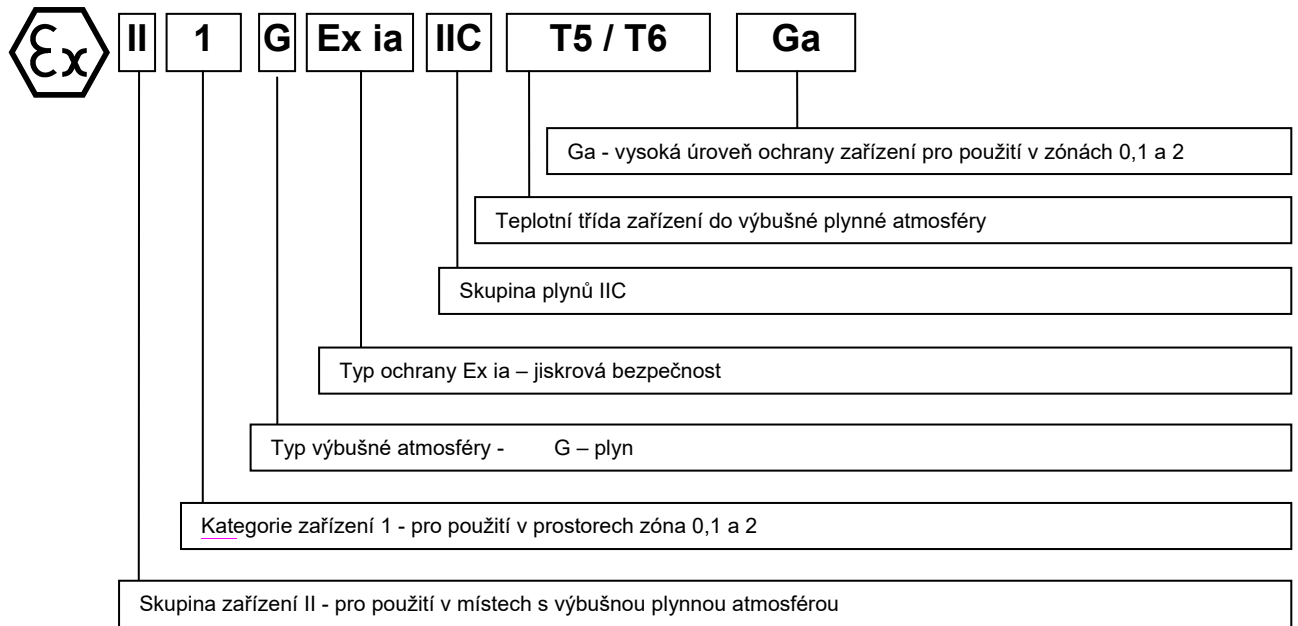 Ex II 1 G Ex ia IIC T5 / T6 Ga
Ga - vysoká úroveň ochrany zařízení pro použití v zónách 0,1 a 2
Teplotní třída zařízení do výbušné plynné atmosféry
Skupina plynů IIC
Typ ochrany Ex ia – jiskrová bezpečnost
Typ výbušné atmosféry - G – plyn
Kategorie zařízení 1 - pro použití v prostorech zóna 0,1 a 2
Skupina zařízení II - pro použití v místech s výbušnou plynnou atmosférou